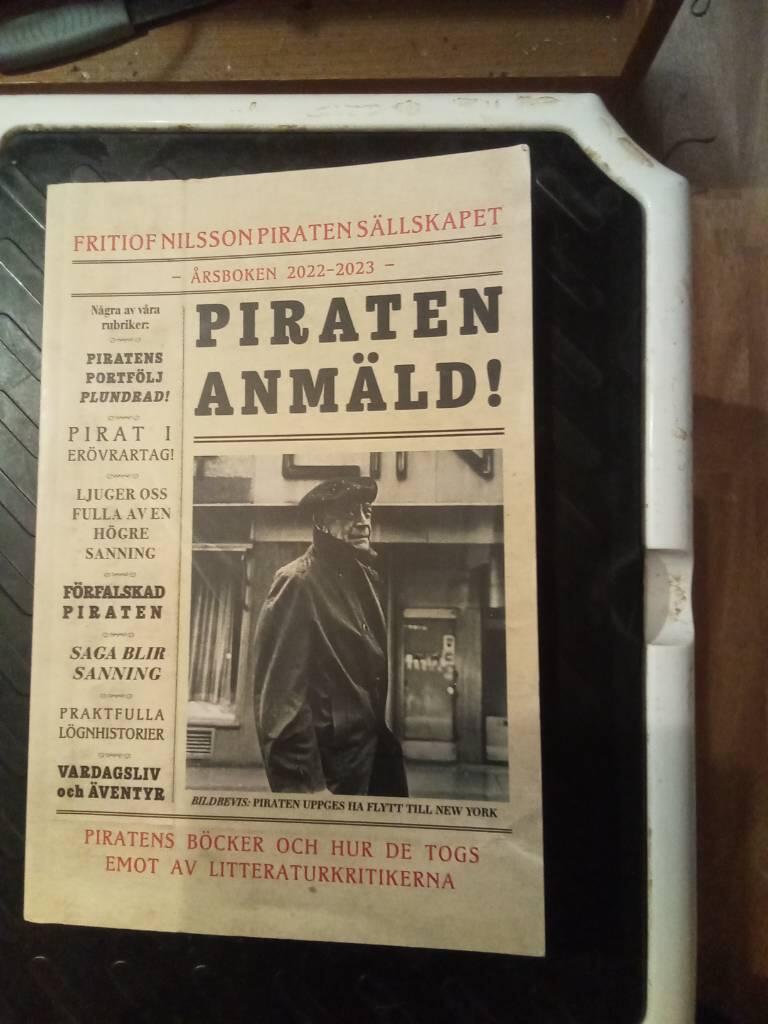 FRITIOF NILSSON PIRATEN SÄLLSKAPET
– ÅRSBOKEN 2022–2023 –
Några av våra
rubriker:
PIRATENS
PORTFÖLJ
PLUNDRAD!
PIRAT I
ERÖVRARTAG!
LJUGER OSS
FULLA AV EN
HÖGRE
SANNING
FÖRFALSKAD
PIRATEN
SAGA BLIR
SANNING
PRAKTFULLA
LÖGNHISTORIER
VARDAGSLIV
och ÄVENTYR
PIRATEN
ANMÄLD!
BILDBEVIS: PIRATEN UPPGES HA FLYTT TILL NEW YORK
PIRATENS BÖCKER OCH HUR DE TOGS
EMOT AV LITTERATURKRITIKERNA